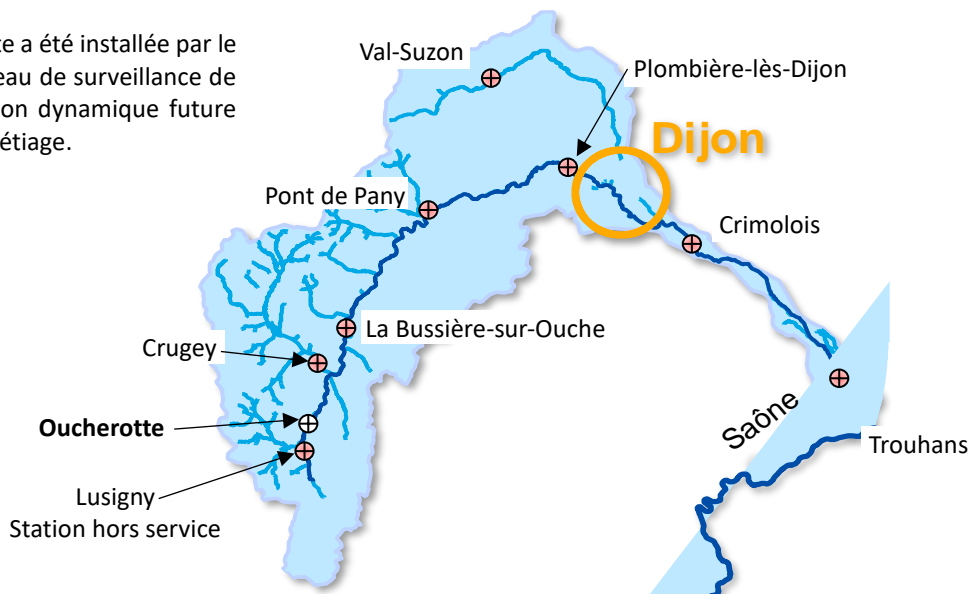 te a été installée par le
eau de surveillance de
on dynamique future
étiage.
Val-Suzon
Plombière-lès-Dijon
Dijon
Pont de Pany
Crimolois
La Bussière-sur-Ouche
Crugey
Oucherotte
Saône
Trouhans
Lusigny
Station hors service